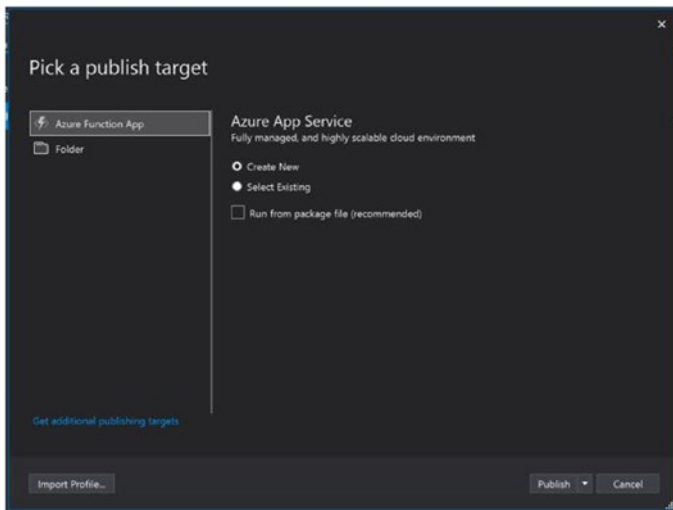 Pick a publish target
Azure Function App
Folder
Get additional publishing targets
Azure App Service
Fully managed, and highly scalable cloud environment
Create New
Select Existing
Run from package file (recommended)
Import Profile...
Publish
Cancel